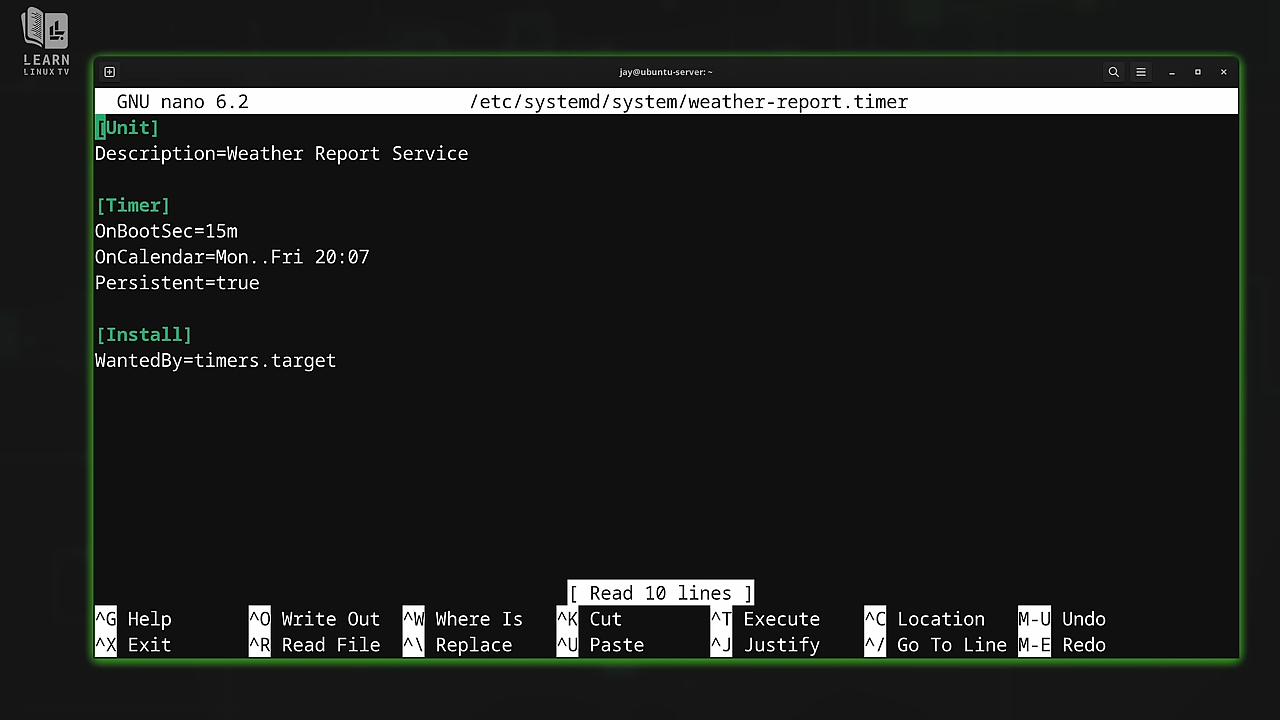 LEARN
LINUX TV
jay@ubuntu-server: ~
GNU nano 6.2 /etc/systemd/system/weather-report.timer
[Unit]
Description=Weather Report Service

[Timer]
OnBootSec=15m
OnCalendar=Mon..Fri 20:07
Persistent=true

[Install]
WantedBy=timers.target

[ Read 10 lines ]
^G Help ^O Write Out ^W Where Is ^K Cut ^T Execute ^C Location M-U Undo
^X Exit ^R Read File ^\ Replace ^U Paste ^J Justify ^/ Go To Line M-E Redo